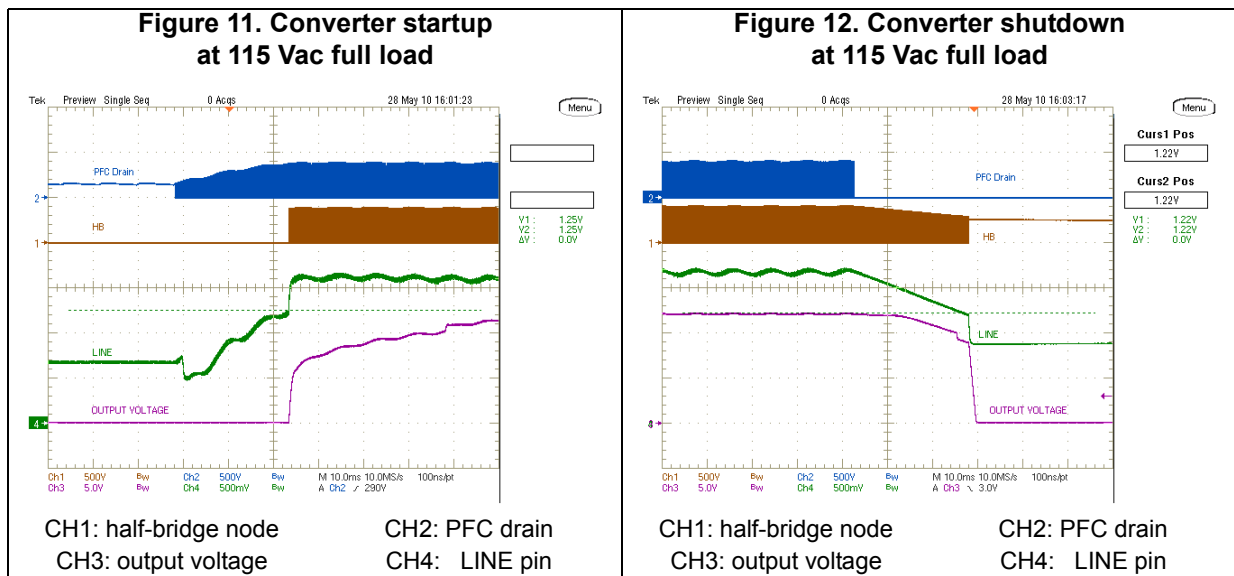 Figure 11. Converter startup
at 115 Vac full load
Tek Preview Single Seq 0 Acqs 28 May 10 16:01:23
Menu
PFC Drain
2
HB
1
V1: 1.25V
V2: 1.25V
ΔV: 0.0V
LINE
OUTPUT VOLTAGE
4
Ch1 500V Bw Ch2 500V Bw M 10.0ms 10.0MS/s 100ns/pt
Ch3 5.0V Bw Ch4 500mV Bw A Ch2 ∕ 290V
CH1: half-bridge node CH2: PFC drain
CH3: output voltage CH4: LINE pin
Figure 12. Converter shutdown
at 115 Vac full load
Tek Preview Single Seq 0 Acqs 28 May 10 16:03:17
Menu
Curs1 Pos
1.22V
PFC Drain
Curs2 Pos
2
1.22V
V1: 1.22V
V2: 1.22V
ΔV: 0.0V
HB
1
LINE
OUTPUT VOLTAGE
Ch1 500V Bw Ch2 500V Bw M 10.0ms 10.0MS/s 100ns/pt
Ch3 5.0V Bw Ch4 500mV Bw A Ch3 \ 3.0V
CH1: half-bridge node CH2: PFC drain
CH3: output voltage CH4: LINE pin